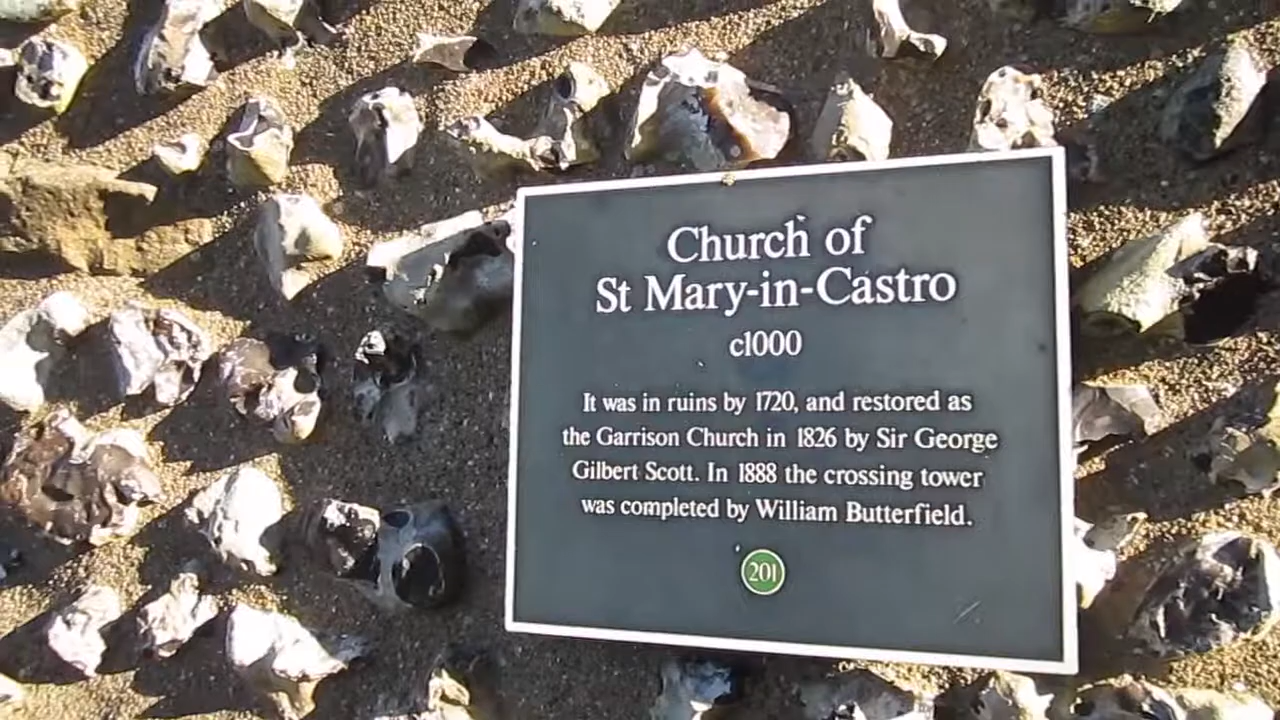 Church of
St Mary-in-Castro
c1000
It was in ruins by 1720, and restored as
the Garrison Church in 1826 by Sir George
Gilbert Scott. In 1888 the crossing tower
was completed by William Butterfield.
201